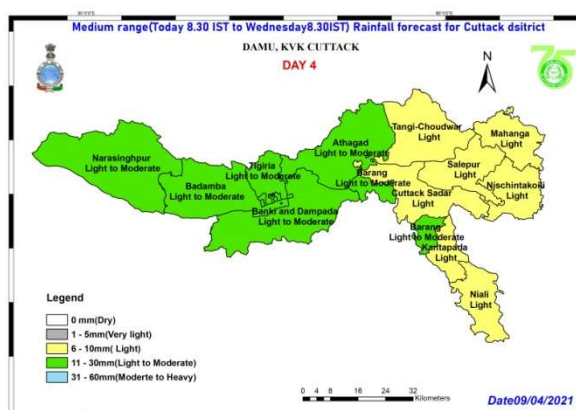 Medium range(Today 8.30 IST to Wednesday8.30IST) Rainfall forecast for Cuttack dsitrict
DAMU, KVK CUTTACK
DAY 4
N
75
Tangi-Choudwar
Light
Mahanga
Light
Athagad
Light to Moderate
Narasinghpur
Light to Moderate
Tigiria
Light to Moderate
Badamba
Light to Moderate
Barang
Light to Moderate
Salepur
Light
Nischintakoili
Light
Cuttack Sadar
Light
Banki and Dampada
Light to Moderate
Barang
Light to Moderate
Kantapada
Light
Niali
Light
Legend
0 mm(Dry)
1 - 5mm(Very light)
6 - 10mm( Light)
11 - 30mm(Light to Moderate)
31 - 60mm(Moderte to Heavy)
0 4 8 16 24 32
Kilometers
Date09/04/2021